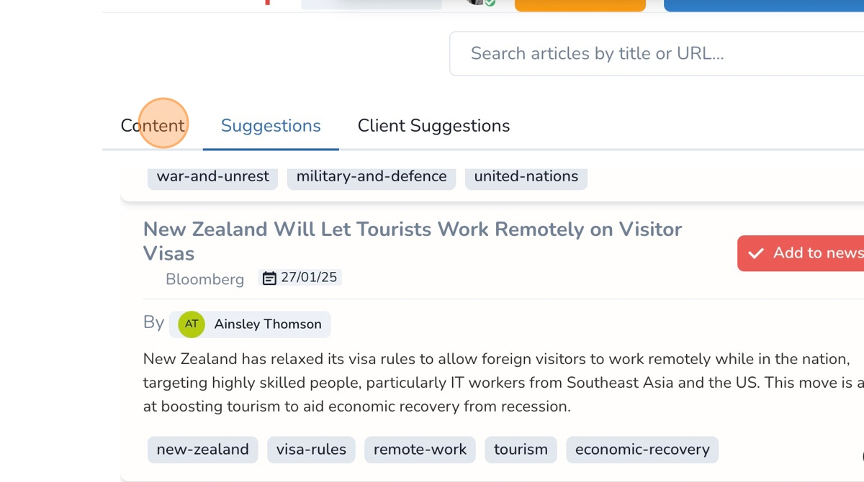 Search articles by title or URL...
Content Suggestions Client Suggestions
war-and-unrest military-and-defence united-nations
New Zealand Will Let Tourists Work Remotely on Visitor
Visas
Add to news
Bloomberg 27/01/25
By AT Ainsley Thomson
New Zealand has relaxed its visa rules to allow foreign visitors to work remotely while in the nation,
targeting highly skilled people, particularly IT workers from Southeast Asia and the US. This move is a
at boosting tourism to aid economic recovery from recession.
new-zealand visa-rules remote-work tourism economic-recovery